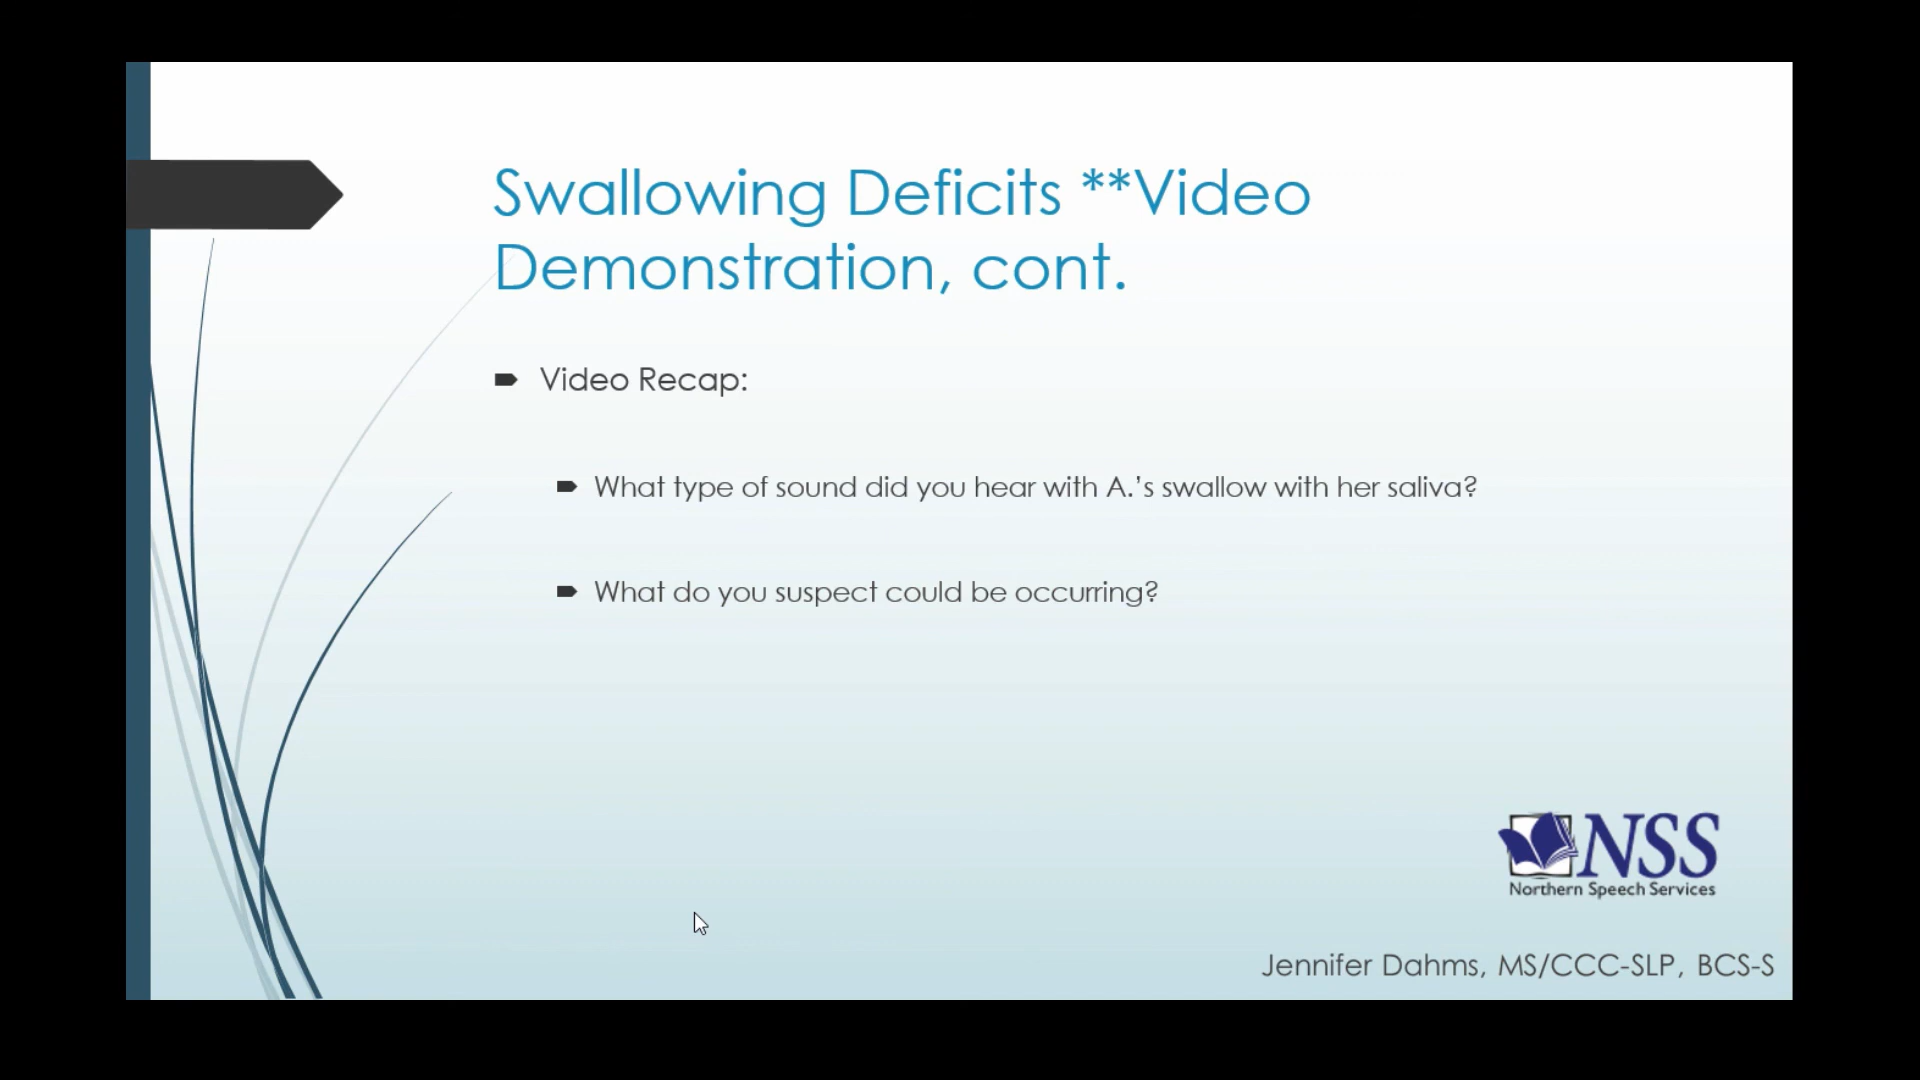 Swallowing Deficits **Video
Demonstration, cont.
Video Recap:
What type of sound did you hear with A.’s swallow with her saliva?
What do you suspect could be occurring?
NSS
Northern Speech Services
Jennifer Dahms, MS/CCC-SLP, BCS-S